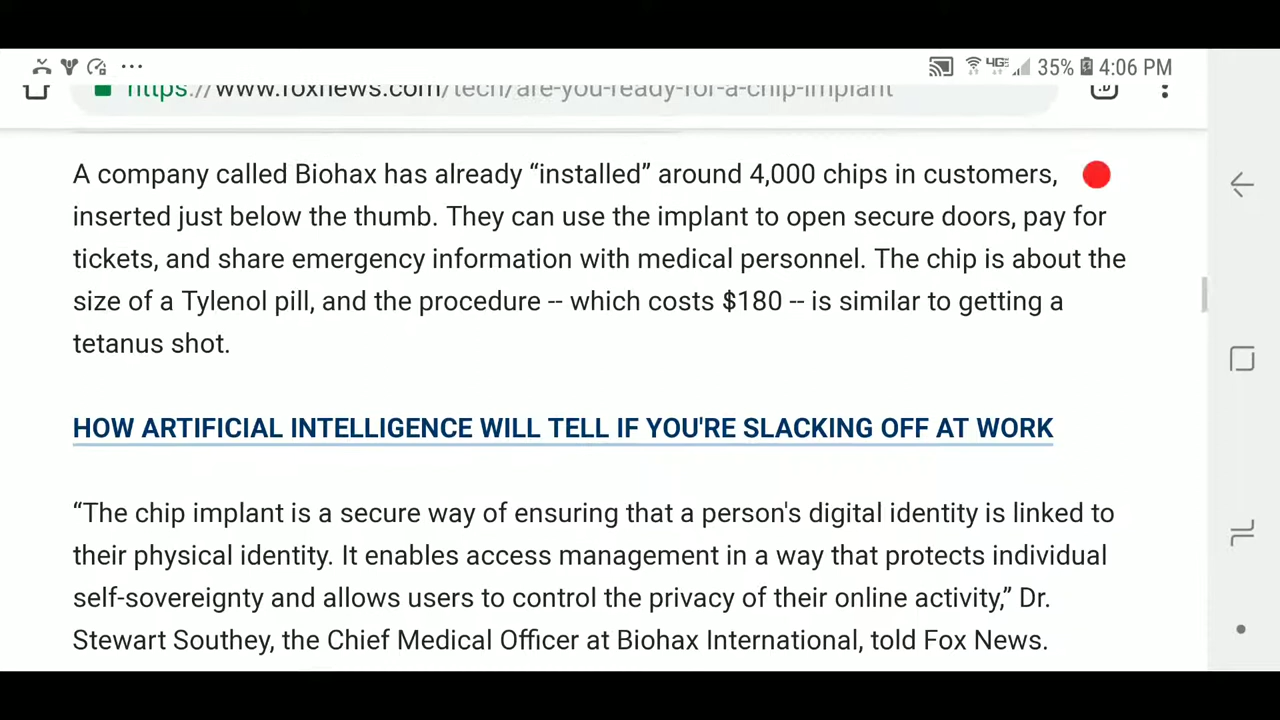 35% 4:06 PM
https://www.foxnews.com/tech/are-you-ready-for-a-chip-implant
A company called Biohax has already “installed” around 4,000 chips in customers,
inserted just below the thumb. They can use the implant to open secure doors, pay for
tickets, and share emergency information with medical personnel. The chip is about the
size of a Tylenol pill, and the procedure -- which costs $180 -- is similar to getting a
tetanus shot.
HOW ARTIFICIAL INTELLIGENCE WILL TELL IF YOU'RE SLACKING OFF AT WORK
“The chip implant is a secure way of ensuring that a person's digital identity is linked to
their physical identity. It enables access management in a way that protects individual
self-sovereignty and allows users to control the privacy of their online activity,” Dr.
Stewart Southey, the Chief Medical Officer at Biohax International, told Fox News.